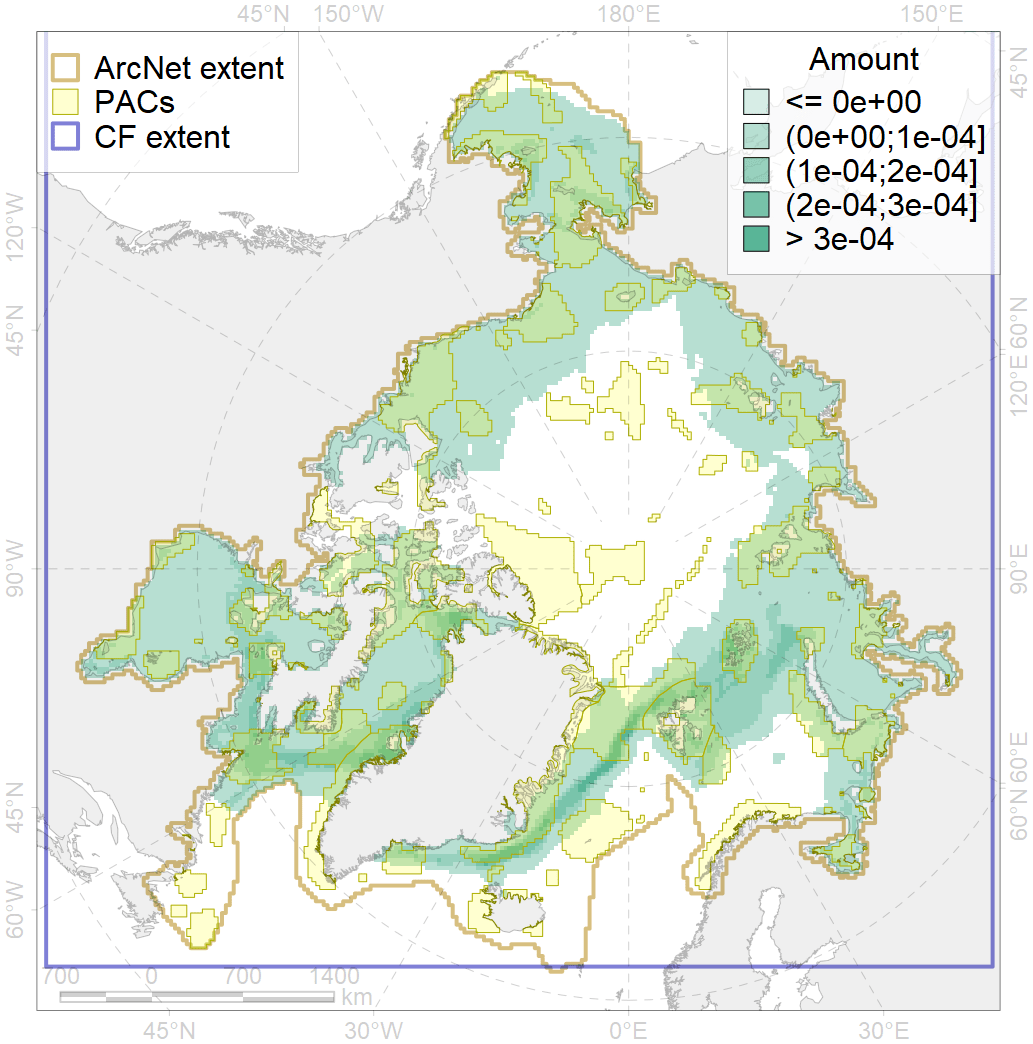 45°N 150°W 180°E 150°E
ArcNet extent
PACs
CF extent
Amount
<= 0e+00
(0e+00;1e-04]
(1e-04;2e-04]
(2e-04;3e-04]
> 3e-04
120°W
45°N
90°W
45°N
60°W
45°N
60°N
120°E
90°E
60°E
60°N
700 0 700 1400
km
45°N 30°W 0°E 30°E